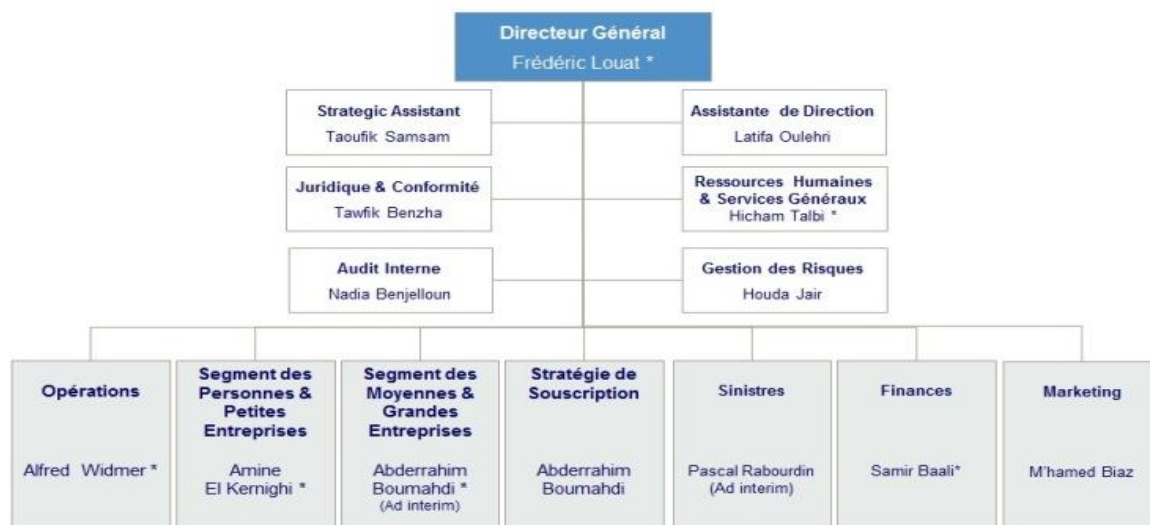 Directeur Général
Frédéric Louat *
Strategic Assistant
Taoufik Samsam
Assistante de Direction
Latifa Oulehri
Juridique & Conformité
Tawfik Benzha
Ressources Humaines
& Services Généraux
Hicham Talbi *
Audit Interne
Nadia Benjelloun
Gestion des Risques
Houda Jair
Opérations
Alfred Widmer *
Segment des
Personnes &
Petites
Entreprises
Amine
El Kernighi *
Segment des
Moyennes &
Grandes
Entreprises
Abderrahim
Boumahdi *
(Ad interim)
Stratégie de
Souscription
Abderrahim
Boumahdi
Sinistres
Pascal Rabourdin
(Ad interim)
Finances
Samir Baali*
Marketing
M'hamed Biaz